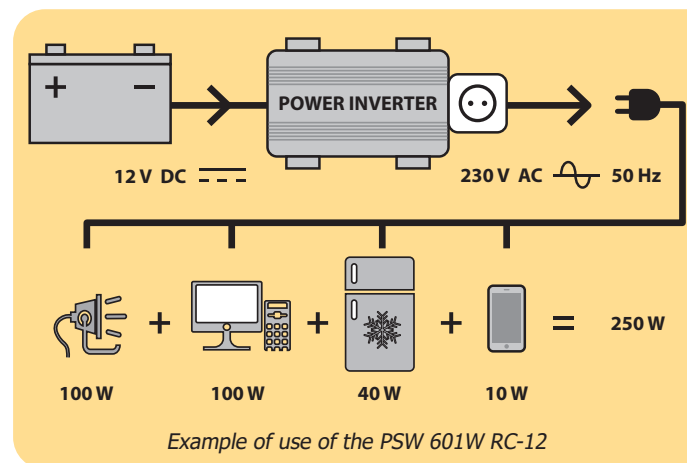 + −
POWER INVERTER
12 V DC
230 V AC 50 Hz
+ + + = 250 W
100 W 100 W 40 W 10 W
Example of use of the PSW 601W RC-12